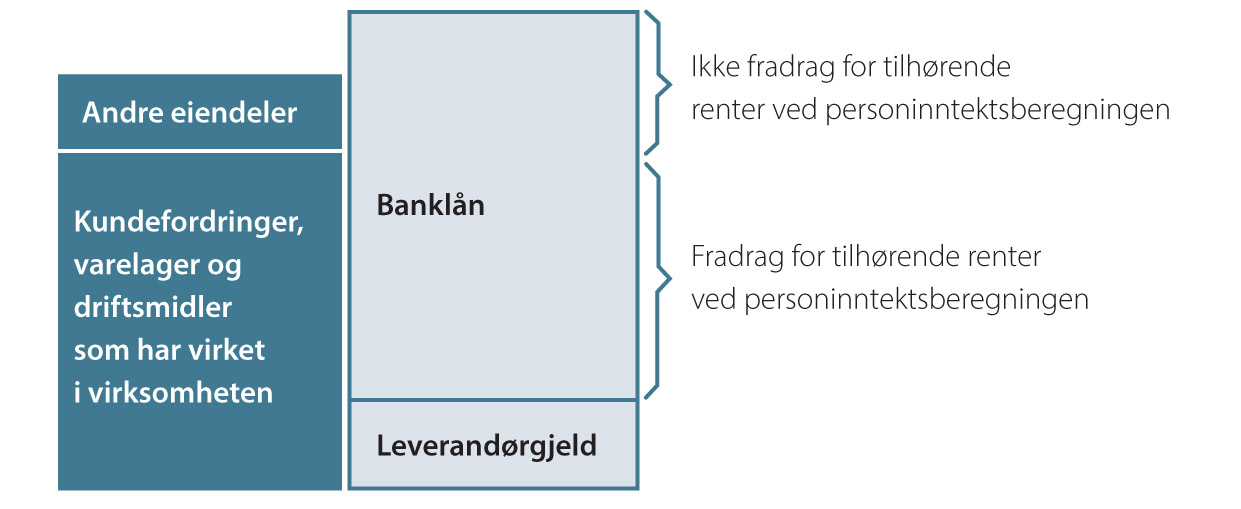 Andre eiendeler
Kundefordringer,
varelager og
driftsmidler
som har virket
i virksomheten
Banklån
Leverandørgjeld
Ikke fradrag for tilhørende
renter ved personinntektsberegningen
Fradrag for tilhørende renter
ved personinntektsberegningen